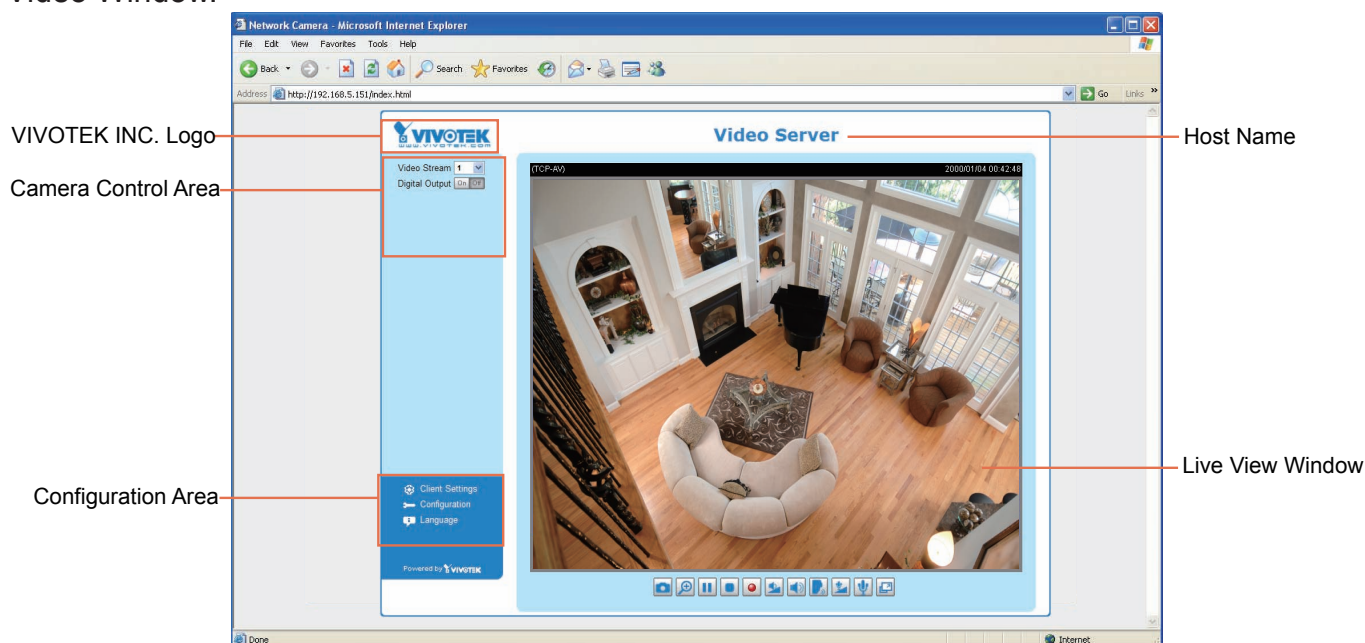 Network Camera - Microsoft Internet Explorer
File Edit View Favorites Tools Help
Back Search Favorites
Address http://192.168.5.151/index.html Go Links »
VIVOTEK INC. Logo
VIVOTEK
www.vivotek.com
Video Server
Host Name
Camera Control Area
Video Stream 1
Digital Output On Off
(TCP-AV) 2000/01/04 00:42:48
Live View Window
Configuration Area
Client Settings
Configuration
Language
Powered by VIVOTEK
Done Internet